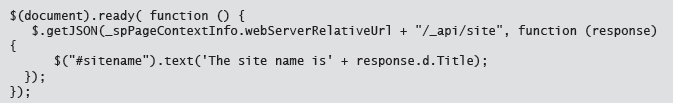 $(document).ready( function () {
$.getJSON(_spPageContextInfo.webServerRelativeUrl + "/_api/site", function (response)
{
$("#sitename").text('The site name is' + response.d.Title);
});
});